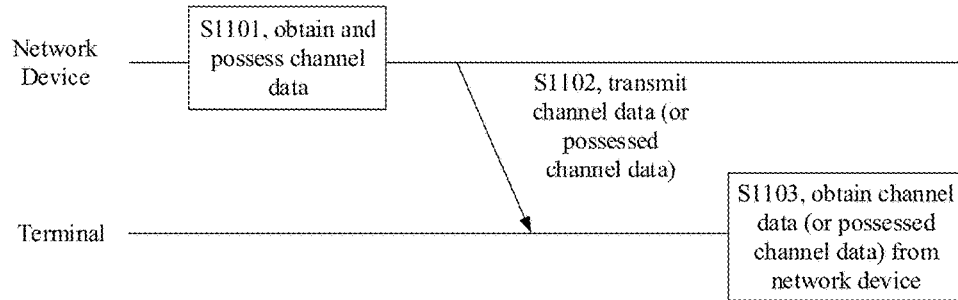 Network
Device
S1101, obtain and
possess channel
data
S1102, transmit
channel data (or
possessed
channel data)
Terminal
S1103, obtain channel
data (or possessed
channel data) from
network device